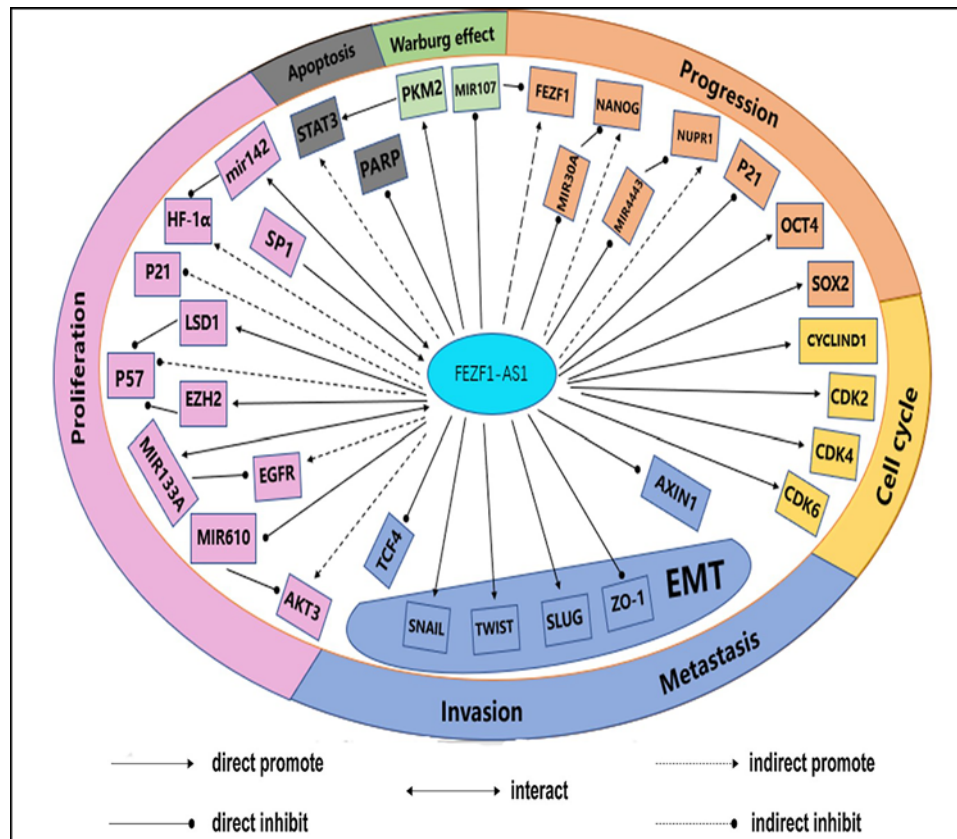 Apoptosis
Warburg effect
Progression
Proliferation
Cell cycle
Invasion
Metastasis
STAT3
PKM2
MIR107
FEZF1
NANOG
NUPR1
mir142
PARP
MIR30A
MIR4443
P21
HF-1α
SP1
OCT4
P21
SOX2
LSD1
CYCLIND1
P57
FEZF1-AS1
EZH2
CDK2
MIR133A
EGFR
CDK4
AXIN1
CDK6
MIR610
TCF4
AKT3
EMT
SNAIL
TWIST
SLUG
ZO-1
direct promote
interact
indirect promote
direct inhibit
indirect inhibit